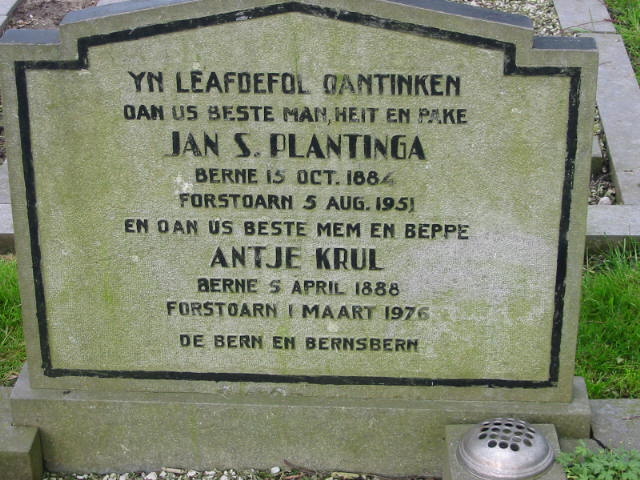 YN LEAFDEFOL OANTINKEN
OAN US BESTE MAN, HEIT EN PAKE
JAN S. PLANTINGA
BERNE 15 OCT. 1884
FORSTOARN 5 AUG. 1951
EN OAN US BESTE MEM EN BEPPE
ANTJE KRUL
BERNE 5 APRIL 1888
FORSTOARN 1 MAART 1976
DE BERN EN BERNSBERN